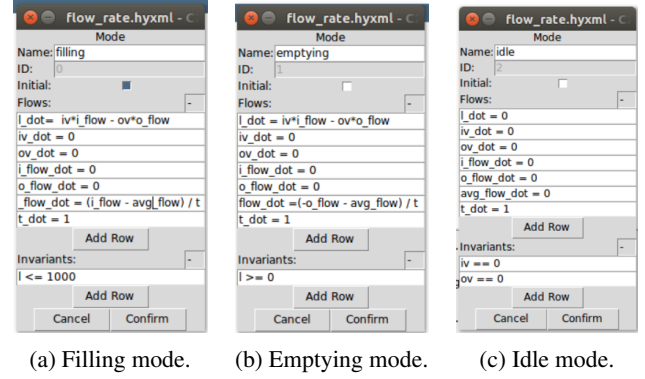 flow_rate.hyxml - C
Mode
Name: filling
ID: 0
Initial:
Flows: -
l_dot= iv*i_flow - ov*o_flow
iv_dot = 0
ov_dot = 0
i_flow_dot = 0
o_flow_dot = 0
_flow_dot = (i_flow - avg_flow) / t
t_dot = 1
Add Row
Invariants: -
l <= 1000
Add Row
Cancel Confirm
(a) Filling mode.
flow_rate.hyxml - C
Mode
Name: emptying
ID: 1
Initial:
Flows: -
l_dot = iv*i_flow - ov*o_flow
iv_dot = 0
ov_dot = 0
i_flow_dot = 0
o_flow_dot = 0
flow_dot =(-o_flow - avg_flow) / t
t_dot = 1
Add Row
Invariants: -
l >= 0
Add Row
Cancel Confirm
(b) Emptying mode.
flow_rate.hyxml - C
Mode
Name: idle
ID: 2
Initial:
Flows: -
l_dot = 0
iv_dot = 0
ov_dot = 0
i_flow_dot = 0
o_flow_dot = 0
avg_flow_dot = 0
t_dot = 1
Add Row
Invariants: -
iv == 0
ov == 0
Add Row
Cancel Confirm
(c) Idle mode.